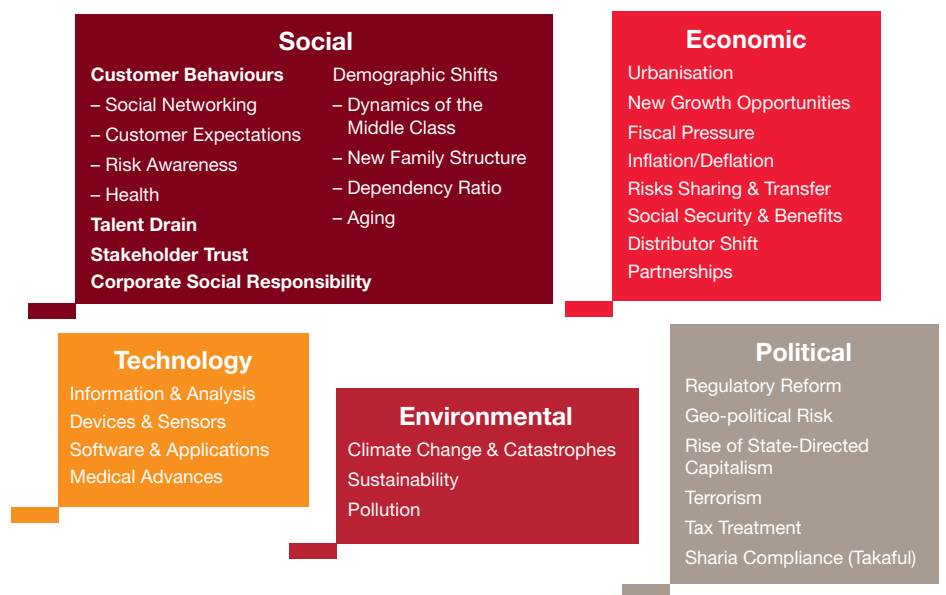 Social
Customer Behaviours
– Social Networking
– Customer Expectations
– Risk Awareness
– Health
Talent Drain
Stakeholder Trust
Corporate Social Responsibility
Demographic Shifts
– Dynamics of the
Middle Class
– New Family Structure
– Dependency Ratio
– Aging
Economic
Urbanisation
New Growth Opportunities
Fiscal Pressure
Inflation/Deflation
Risks Sharing & Transfer
Social Security & Benefits
Distributor Shift
Partnerships
Technology
Information & Analysis
Devices & Sensors
Software & Applications
Medical Advances
Environmental
Climate Change & Catastrophes
Sustainability
Pollution
Political
Regulatory Reform
Geo-political Risk
Rise of State-Directed
Capitalism
Terrorism
Tax Treatment
Sharia Compliance (Takaful)